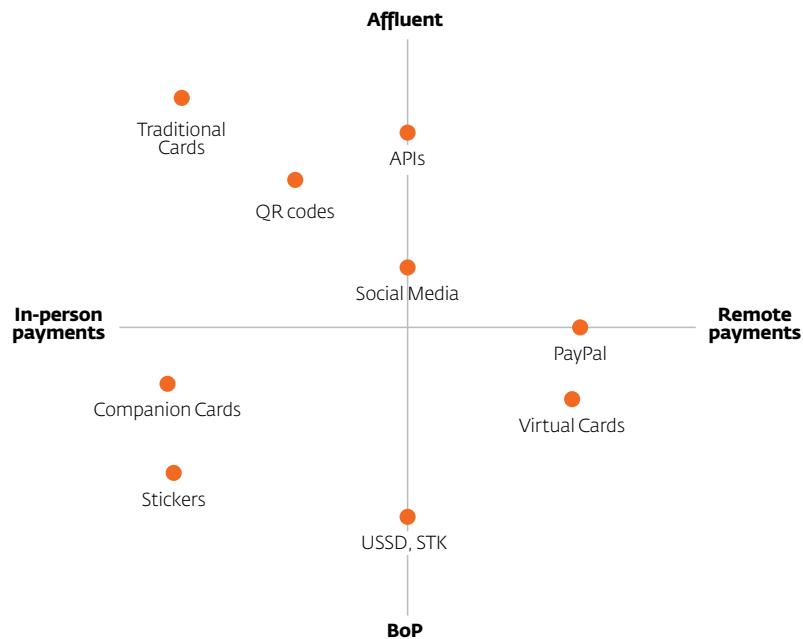 Affluent
Traditional
Cards
APIs
QR codes
Social Media
In-person
payments
Remote
payments
PayPal
Companion Cards
Virtual Cards
Stickers
USSD, STK
BoP